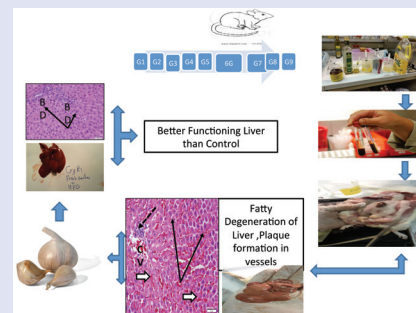 G1 G2 G3 G4 G5 6G G7 G8 G9
B B
D D
Better Functioning Liver
than Control
Fatty
Degeneration of
Liver ,Plaque
formation in
vessels
C
V